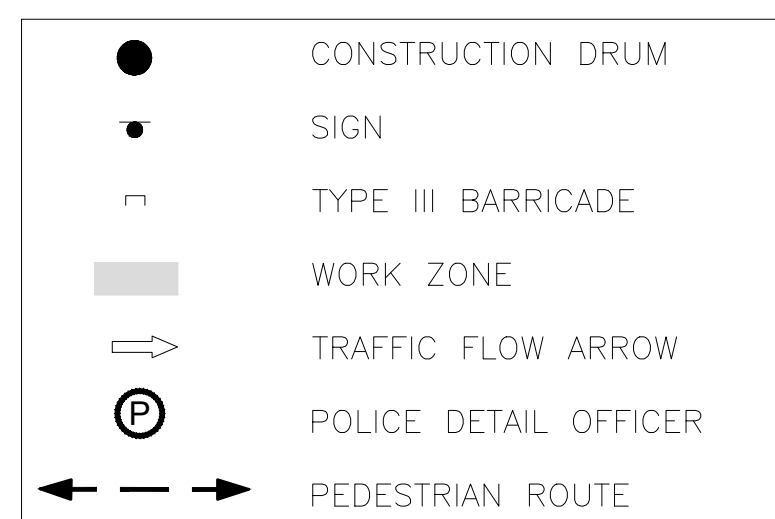 CONSTRUCTION DRUM
SIGN
TYPE III BARRICADE
WORK ZONE
TRAFFIC FLOW ARROW
P POLICE DETAIL OFFICER
PEDESTRIAN ROUTE